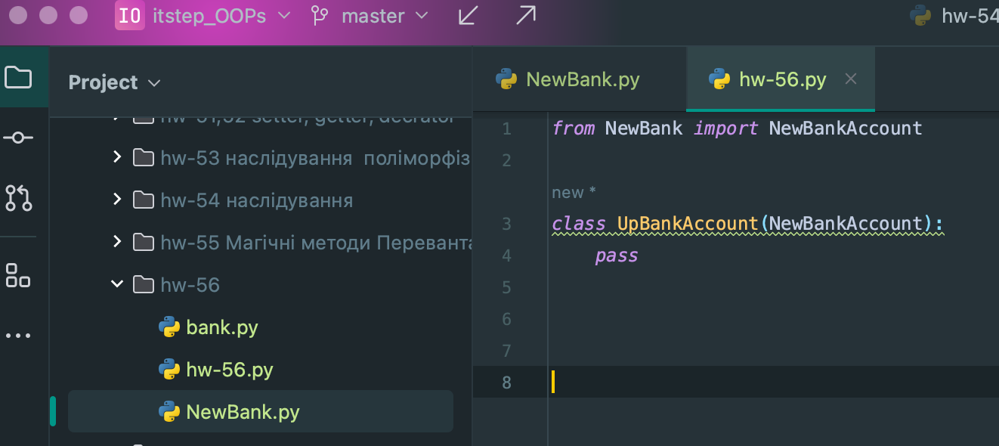 IO itstep_OOPs master hw-54
Project
NewBank.py hw-56.py
hw-51,52 setter, getter, decrator
hw-53 наслідування поліморфіз
hw-54 наслідування
hw-55 Магічні методи Перевантa
hw-56
bank.py
hw-56.py
NewBank.py
1 from NewBank import NewBankAccount
2
new *
3 class UpBankAccount(NewBankAccount):
4 pass
5
6
7
8